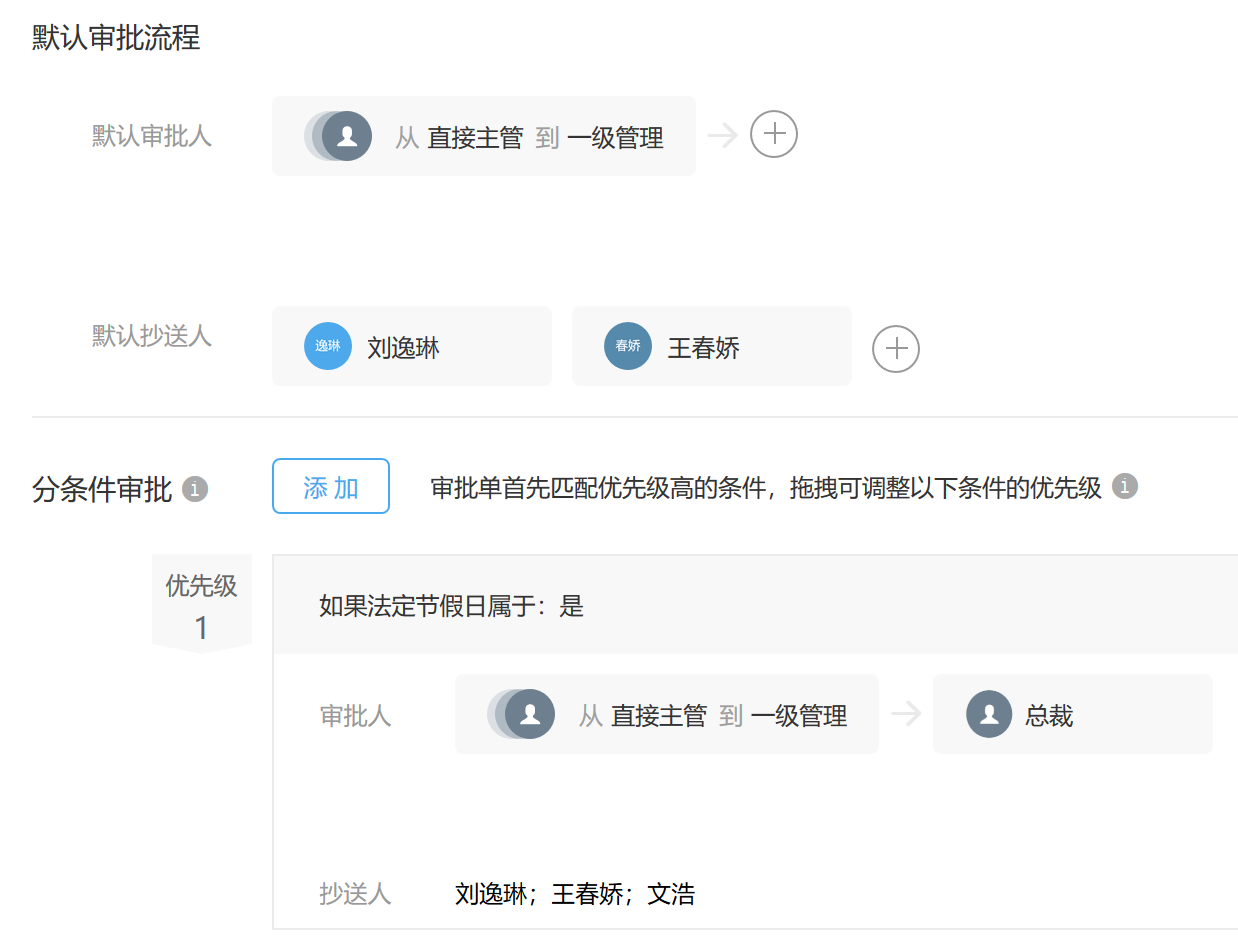 默认审批流程
默认审批人 从 直接主管 到 一级管理
默认抄送人 逸琳 刘逸琳 春娇 王春娇
分条件审批 i 添加 审批单首先匹配优先级高的条件，拖拽可调整以下条件的优先级 i
优先级
1
如果法定节假日属于：是
审批人 从 直接主管 到 一级管理 总裁
抄送人 刘逸琳；王春娇；文浩